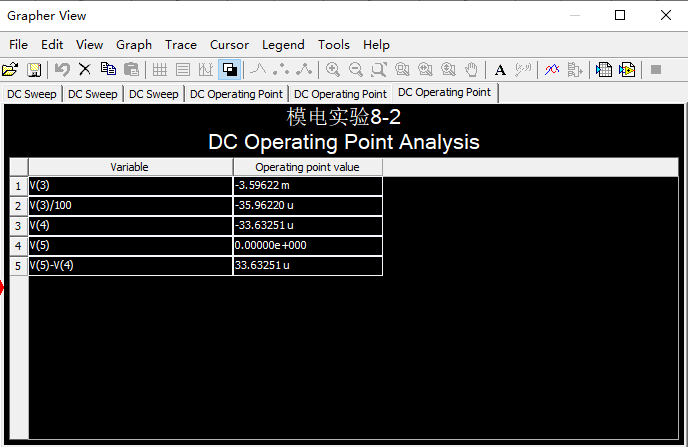 Grapher View
File Edit View Graph Trace Cursor Legend Tools Help
A
DC Sweep DC Sweep DC Sweep DC Operating Point DC Operating Point DC Operating Point
模电实验8-2
DC Operating Point Analysis
Variable Operating point value
1 V(3) -3.59622 m
2 V(3)/100 -35.96220 u
3 V(4) -33.63251 u
4 V(5) 0.00000e+000
5 V(5)-V(4) 33.63251 u